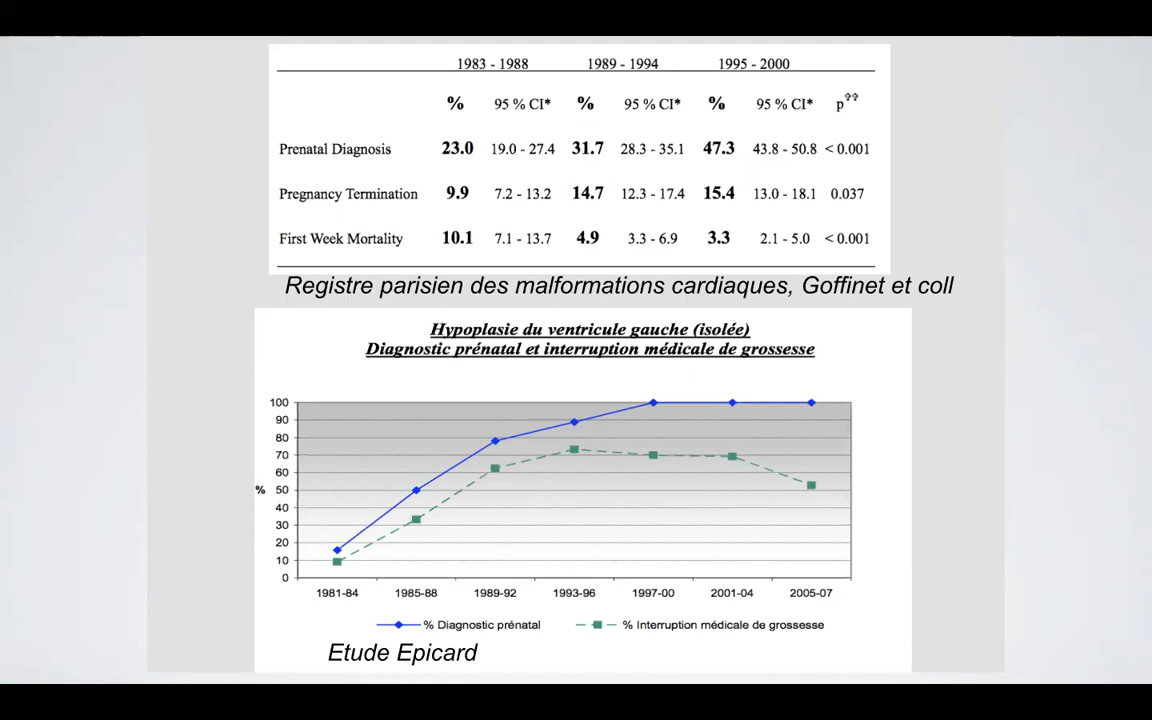 1983 - 1988 1989 - 1994 1995 - 2000
% 95 % CI* % 95 % CI* % 95 % CI* p✞✞
Prenatal Diagnosis 23.0 19.0 - 27.4 31.7 28.3 - 35.1 47.3 43.8 - 50.8 < 0.001
Pregnancy Termination 9.9 7.2 - 13.2 14.7 12.3 - 17.4 15.4 13.0 - 18.1 0.037
First Week Mortality 10.1 7.1 - 13.7 4.9 3.3 - 6.9 3.3 2.1 - 5.0 < 0.001
Registre parisien des malformations cardiaques, Goffinet et coll
Hypoplasie du ventricule gauche (isolée)
Diagnostic prénatal et interruption médicale de grossesse
100
90
80
70
60
% 50
40
30
20
10
0
1981-84 1985-88 1989-92 1993-96 1997-00 2001-04 2005-07
% Diagnostic prénatal % Interruption médicale de grossesse
Etude Epicard